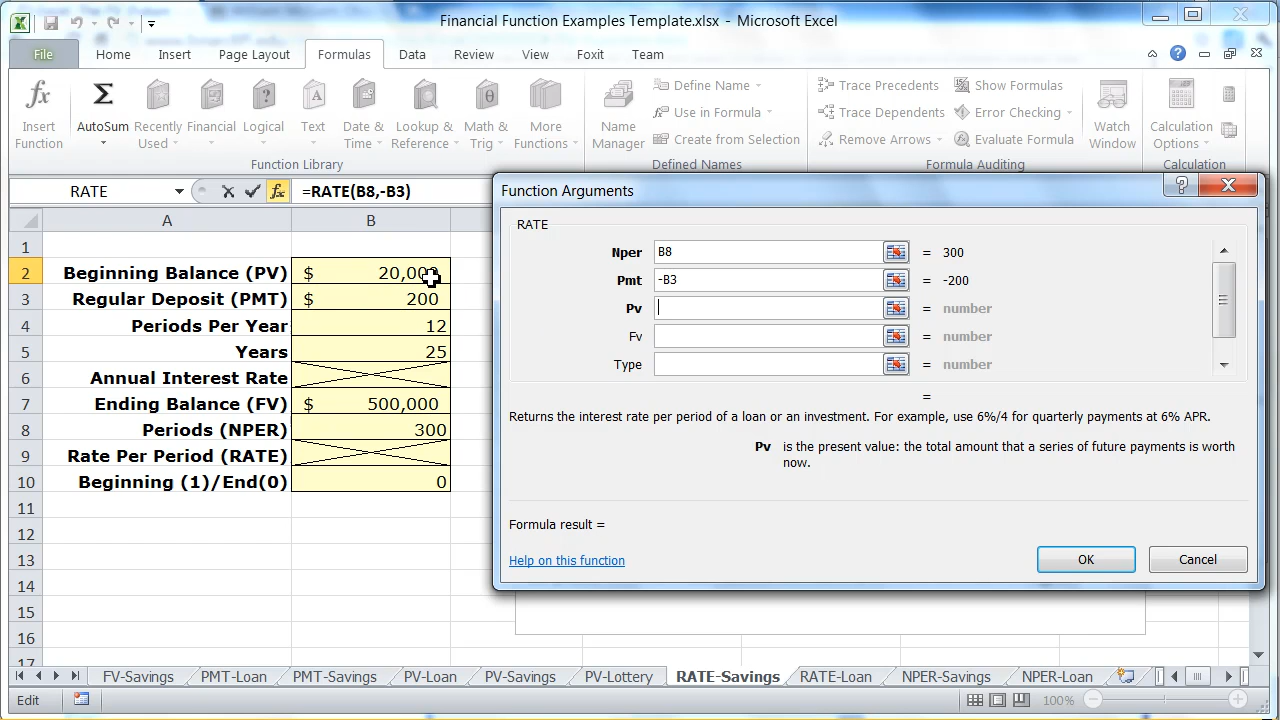 Financial Function Examples Template.xlsx - Microsoft Excel
File Home Insert Page Layout Formulas Data Review View Foxit Team
Insert Function
AutoSum
Recently Used
Financial
Logical
Text
Date & Time
Lookup & Reference
Math & Trig
More Functions
Function Library
Name Manager
Define Name
Use in Formula
Create from Selection
Defined Names
Trace Precedents
Trace Dependents
Remove Arrows
Show Formulas
Error Checking
Evaluate Formula
Formula Auditing
Watch Window
Calculation Options
Calculation
RATE fx =RATE(B8,-B3)
A B
1
2 Beginning Balance (PV) $ 20,000
3 Regular Deposit (PMT) $ 200
4 Periods Per Year 12
5 Years 25
6 Annual Interest Rate
7 Ending Balance (FV) $ 500,000
8 Periods (NPER) 300
9 Rate Per Period (RATE)
10 Beginning (1)/End(0) 0
11
12
13
14
15
16
17
Function Arguments
RATE
Nper B8 = 300
Pmt -B3 = -200
Pv = number
Fv = number
Type = number
=
Returns the interest rate per period of a loan or an investment. For example, use 6%/4 for quarterly payments at 6% APR.
Pv is the present value: the total amount that a series of future payments is worth
now.
Formula result =
Help on this function
OK Cancel
FV-Savings PMT-Loan PMT-Savings PV-Loan PV-Savings PV-Lottery RATE-Savings RATE-Loan NPER-Savings NPER-Loan
Edit 100%